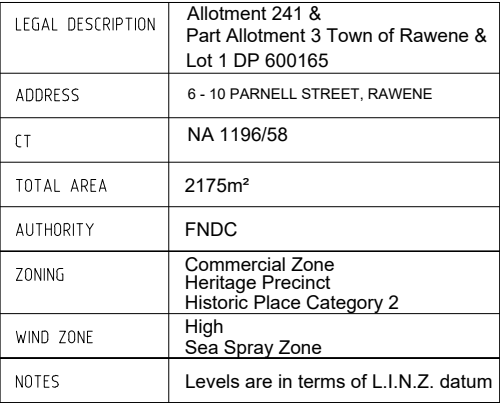 LEGAL DESCRIPTION
Allotment 241 &
Part Allotment 3 Town of Rawene &
Lot 1 DP 600165
ADDRESS
6 - 10 PARNELL STREET, RAWENE
CT
NA 1196/58
TOTAL AREA
2175m²
AUTHORITY
FNDC
ZONING
Commercial Zone
Heritage Precinct
Historic Place Category 2
WIND ZONE
High
Sea Spray Zone
NOTES
Levels are in terms of L.I.N.Z. datum